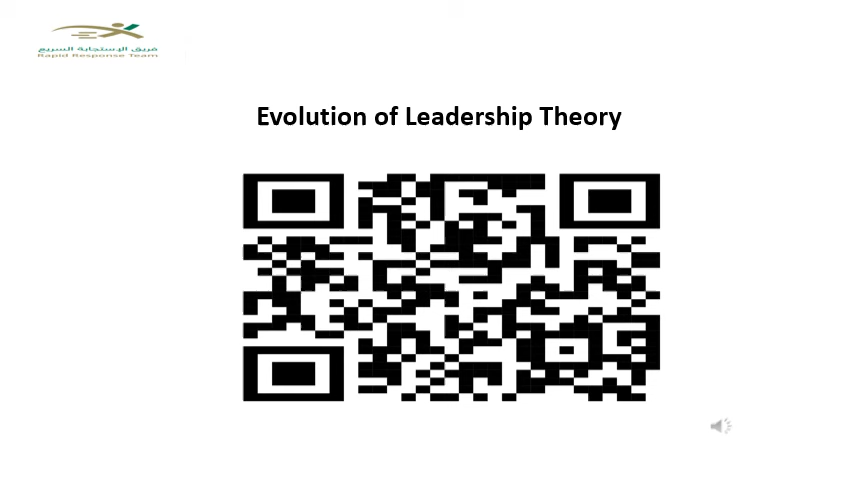 فريق الإستجابة السريع
Rapid Response Team
Evolution of Leadership Theory